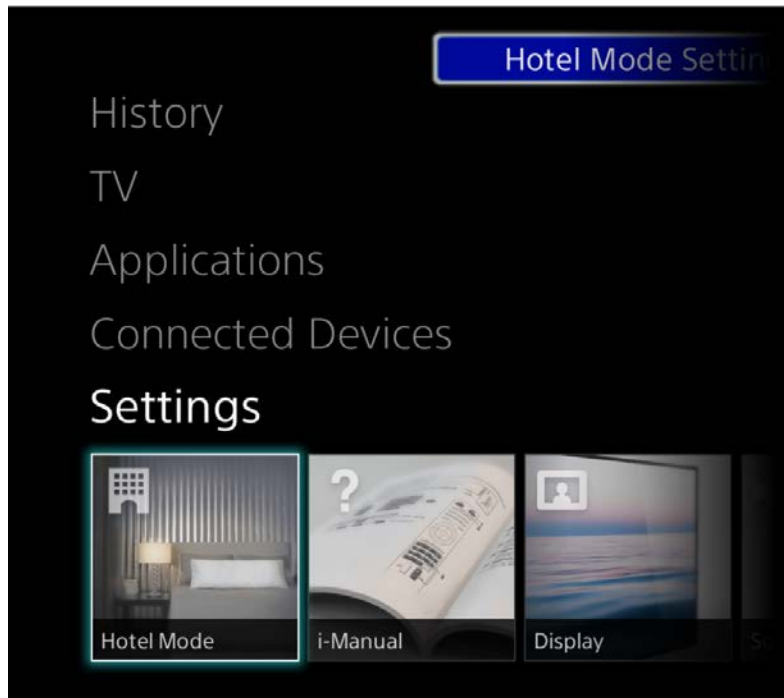 Hotel Mode Settin
History
TV
Applications
Connected Devices
Settings
?
Hotel Mode
i-Manual
Display